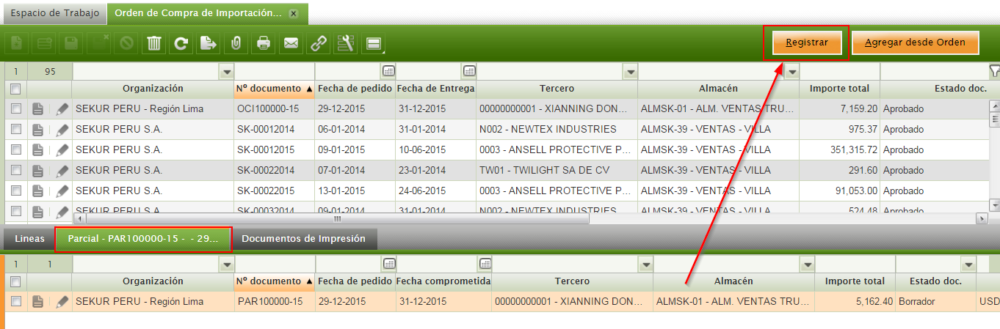 Espacio de Trabajo Orden de Compra de Importación... x
Registrar Agregar desde Orden
1 95
Organización Nº documento Fecha de pedido Fecha de Entrega Tercero Almacén Importe total Estado doc.
SEKUR PERU - Región Lima OCI100000-15 29-12-2015 31-12-2015 00000000001 - XIANNING DON... ALMSK-01 - ALM. VENTAS TRU... 7,159.20 Aprobado
SEKUR PERU S.A. SK-00012014 06-01-2014 31-01-2014 N002 - NEWTEX INDUSTRIES ALMSK-39 - VENTAS - VILLA 975.37 Aprobado
SEKUR PERU S.A. SK-00012015 09-01-2015 10-06-2015 0003 - ANSELL PROTECTIVE P... ALMSK-39 - VENTAS - VILLA 351,315.72 Aprobado
SEKUR PERU S.A. SK-00022014 07-01-2014 23-01-2014 TW01 - TWILIGHT SA DE CV ALMSK-39 - VENTAS - VILLA 291.60 Aprobado
SEKUR PERU S.A. SK-00022015 13-01-2015 24-06-2015 0003 - ANSELL PROTECTIVE P... ALMSK-39 - VENTAS - VILLA 91,053.00 Aprobado
SEKUR PERU S.A. SK-00032014 09-01-2014 31-01-2014 N002 - NEWTEX INDUSTRIES ALMSK-39 - VENTAS - VILLA 524.48 Aprobado
Lineas Parcial - PAR100000-15 - - 29... Documentos de Impresión
1 1
Organización Nº documento Fecha de pedido Fecha comprometida Tercero Almacén Importe total Estado doc.
SEKUR PERU - Región Lima PAR100000-15 29-12-2015 31-12-2015 00000000001 - XIANNING DON... ALMSK-01 - ALM. VENTAS TRU... 5,162.40 Borrador USD